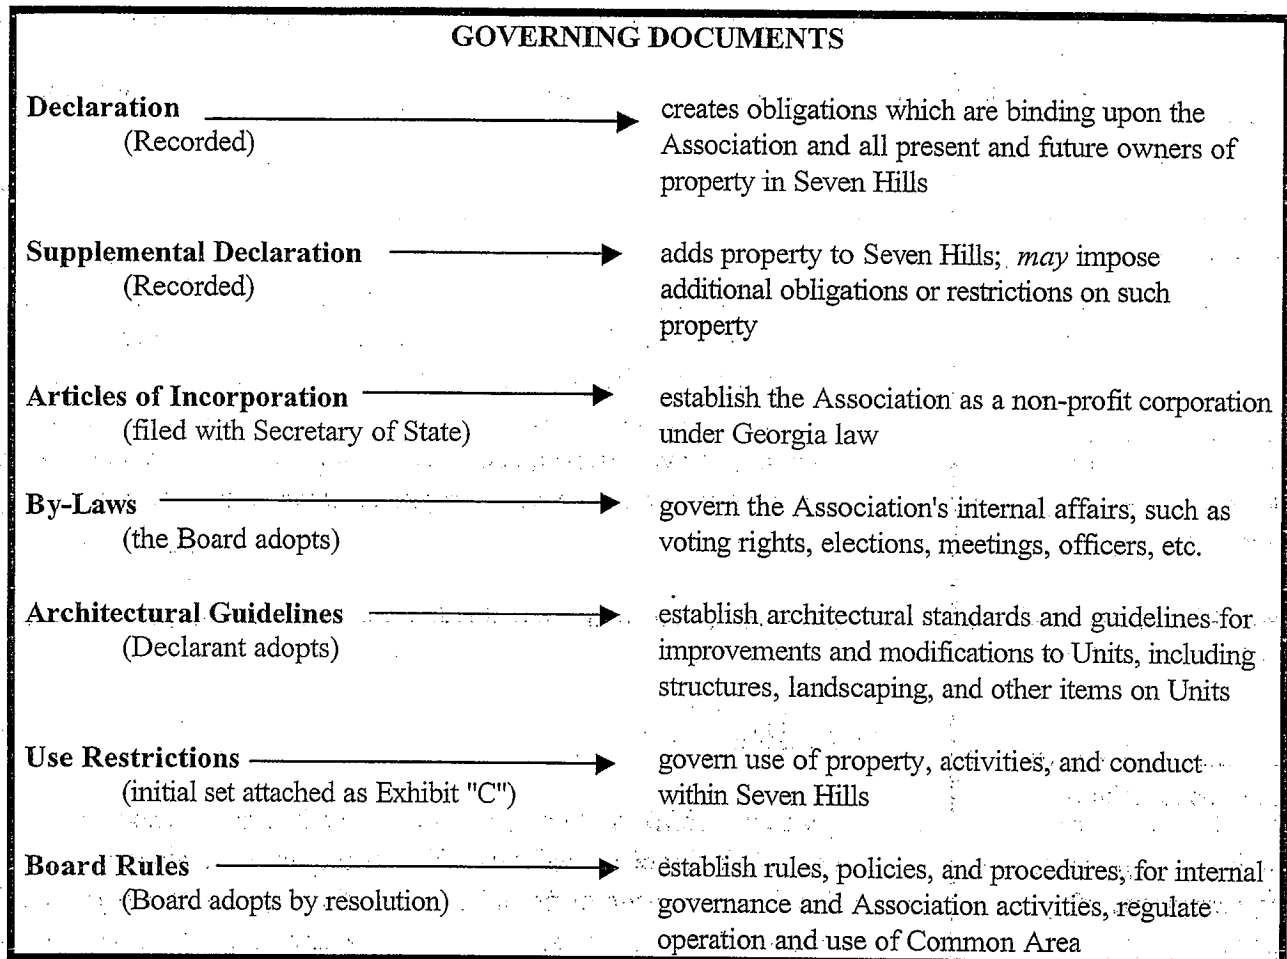 GOVERNING DOCUMENTS
Declaration
(Recorded)
creates obligations which are binding upon the
Association and all present and future owners of
property in Seven Hills
Supplemental Declaration
(Recorded)
adds property to Seven Hills; may impose
additional obligations or restrictions on such
property
Articles of Incorporation
(filed with Secretary of State)
establish the Association as a non-profit corporation
under Georgia law
By-Laws
(the Board adopts)
govern the Association's internal affairs, such as
voting rights, elections, meetings, officers, etc.
Architectural Guidelines
(Declarant adopts)
establish architectural standards and guidelines for
improvements and modifications to Units, including
structures, landscaping, and other items on Units
Use Restrictions
(initial set attached as Exhibit "C")
govern use of property, activities, and conduct
within Seven Hills
Board Rules
(Board adopts by resolution)
establish rules, policies, and procedures, for internal
governance and Association activities, regulate
operation and use of Common Area